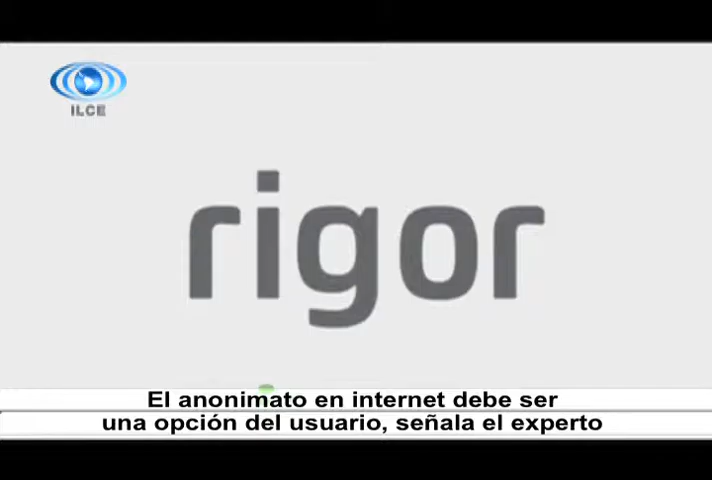 ILCE
rigor
El anonimato en internet debe ser
una opción del usuario, señala el experto